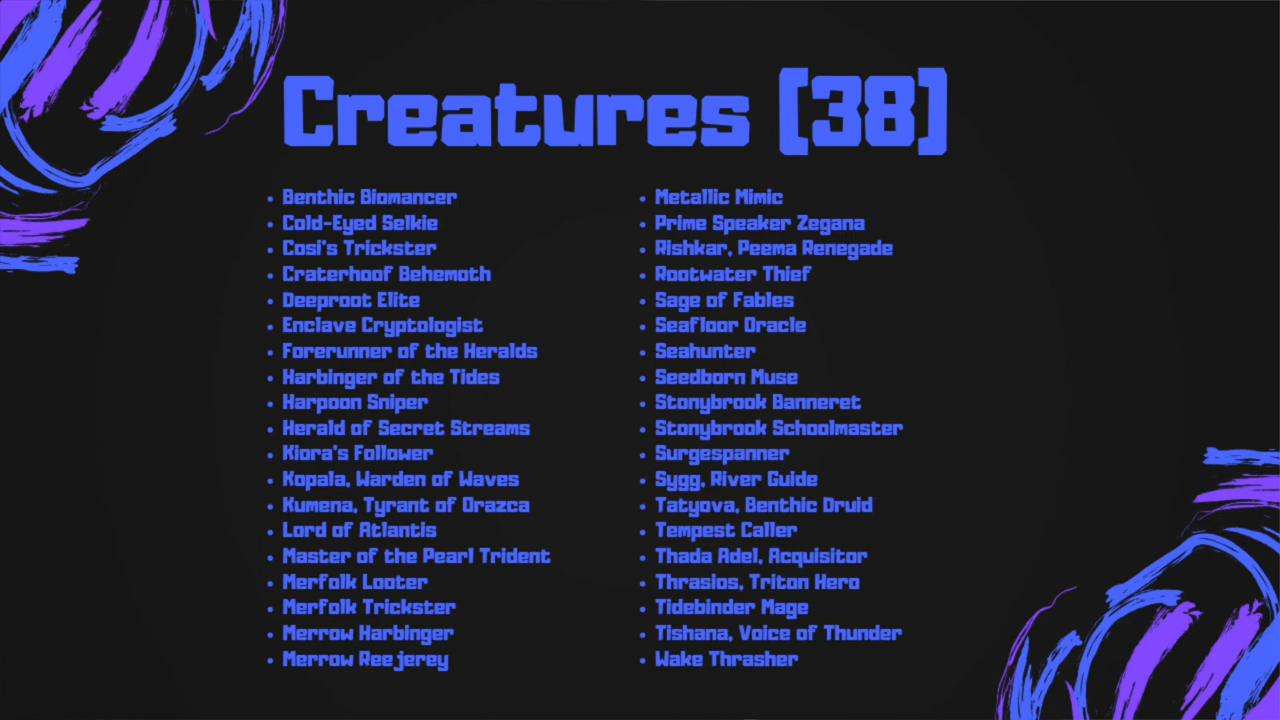 Creatures (38)
• Benthic Biomancer
• Cold-Eyed Selkie
• Cosi's Trickster
• Craterhoof Behemoth
• Deeproot Elite
• Enclave Cryptologist
• Forerunner of the Heralds
• Harbinger of the Tides
• Harpoon Sniper
• Herald of Secret Streams
• Kiora's Follower
• Kopala, Warden of Waves
• Kumena, Tyrant of Orazca
• Lord of Atlantis
• Master of the Pearl Trident
• Merfolk Looter
• Merfolk Trickster
• Merrow Harbinger
• Merrow Reejerey
• Metallic Mimic
• Prime Speaker Zegana
• Rishkar, Peema Renegade
• Rootwater Thief
• Sage of Fables
• Seafloor Oracle
• Seahunter
• Seedborn Muse
• Stonybrook Banneret
• Stonybrook Schoolmaster
• Surgespanner
• Sygg, River Guide
• Tatyova, Benthic Druid
• Tempest Caller
• Thada Adel, Acquisitor
• Thrasios, Triton Hero
• Tidebinder Mage
• Tishana, Voice of Thunder
• Wake Thrasher